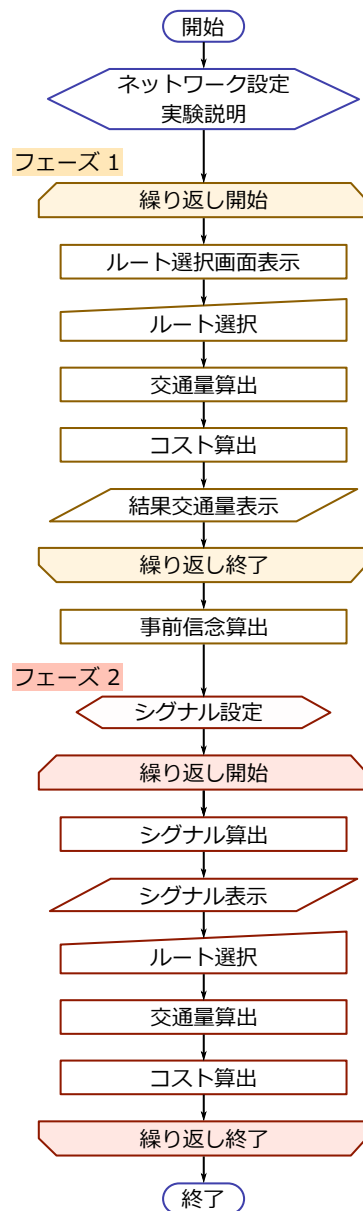 開始
ネットワーク設定
実験説明
フェーズ 1
繰り返し開始
ルート選択画面表示
ルート選択
交通量算出
コスト算出
結果交通量表示
繰り返し終了
事前信念算出
フェーズ 2
シグナル設定
繰り返し開始
シグナル算出
シグナル表示
ルート選択
交通量算出
コスト算出
繰り返し終了
終了